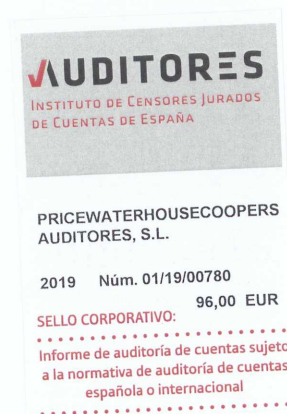 AUDITORES
INSTITUTO DE CENSORES JURADOS
DE CUENTAS DE ESPAÑA
PRICEWATERHOUSECOOPERS
AUDITORES, S.L.
2019 Núm. 01/19/00780
96,00 EUR
SELLO CORPORATIVO:
Informe de auditoría de cuentas sujeto
a la normativa de auditoría de cuentas
española o internacional